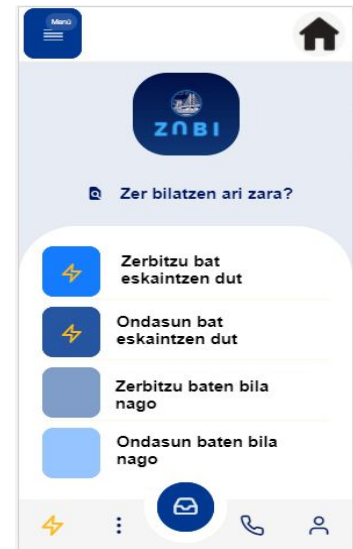 Menú
ZUBI
Zer bilatzen ari zara?
Zerbitzu bat
eskaintzen dut
Ondasun bat
eskaintzen dut
Zerbitzu baten bila
nago
Ondasun baten bila
nago